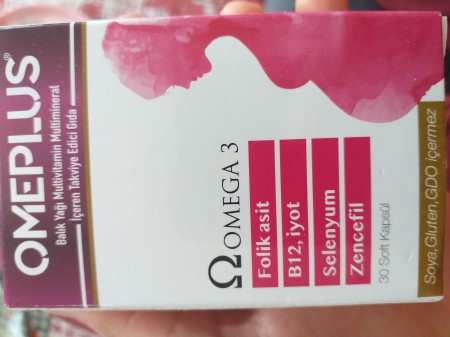 OMEPLUS®
Balık Yağı Multivitamin Multimineral
İçeren Takviye Edici Gıda
Ω OMEGA 3
Folik asit
B12, iyot
Selenyum
Zencefil
30 Soft Kapsül
Soya, Gluten, GDO içermez